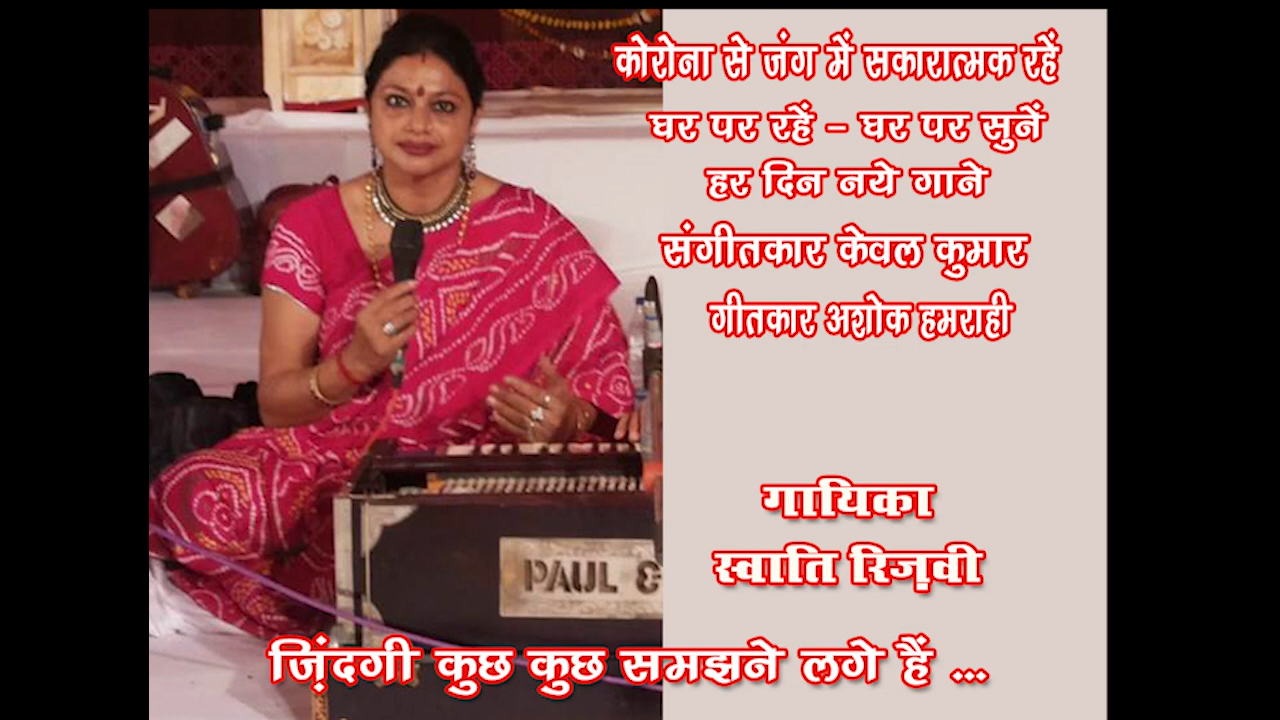 कोरोना से जंग में सकारात्मक रहें
घर पर रहें - घर पर सुनें
हर दिन नये गाने
संगीतकार केवल कुमार
गीतकार अशोक हमराही
गायिका
स्वाति रिज़वी
PAUL &
ज़िंदगी कुछ कुछ समझने लगे हैं ...